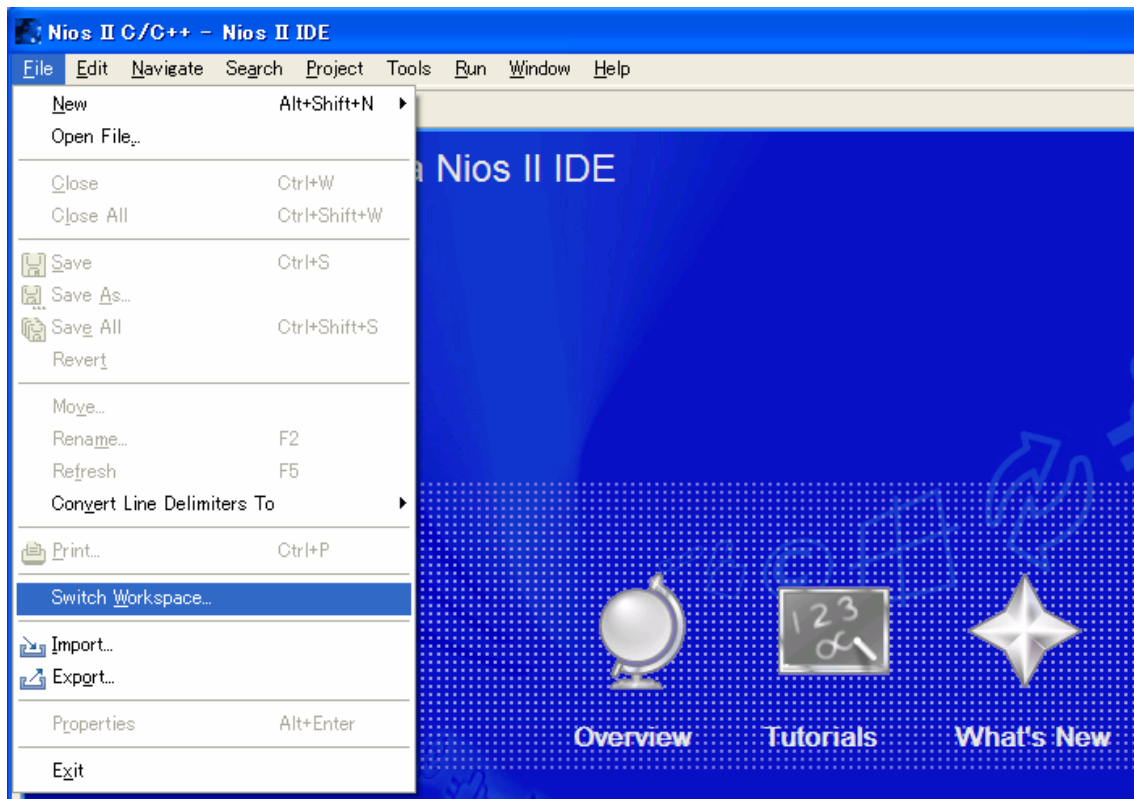 Nios II C/C++ - Nios II IDE
File Edit Navigate Search Project Tools Run Window Help
New Alt+Shift+N
Open File...
Close Ctrl+W
Close All Ctrl+Shift+W
Save Ctrl+S
Save As...
Save All Ctrl+Shift+S
Revert
Move...
Rename... F2
Refresh F5
Convert Line Delimiters To
Print... Ctrl+P
Switch Workspace...
Import...
Export...
Properties Alt+Enter
Exit
a Nios II IDE
123
Overview Tutorials What's New